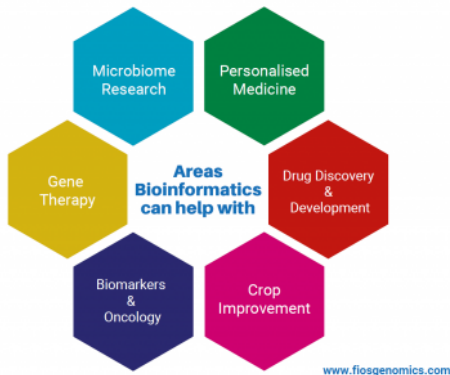 Microbiome
Research
Personalised
Medicine
Gene
Therapy
Areas
Bioinformatics
can help with
Drug Discovery
&
Development
Biomarkers
&
Oncology
Crop
Improvement
www.fiosgenomics.com